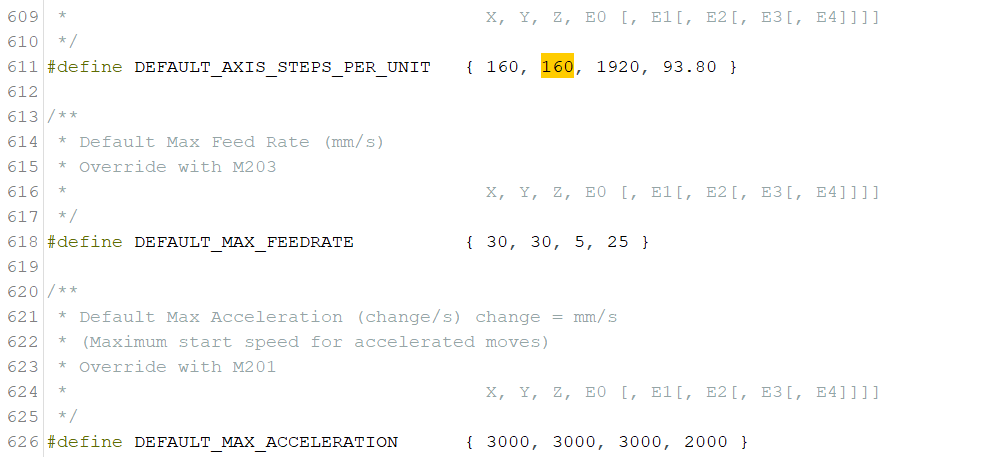 609 *                                       X, Y, Z, E0 [, E1[, E2[, E3[, E4]]]]
610 */
611 #define DEFAULT_AXIS_STEPS_PER_UNIT   { 160, 160, 1920, 93.80 }
612
613 /**
614 * Default Max Feed Rate (mm/s)
615 * Override with M203
616 *                                       X, Y, Z, E0 [, E1[, E2[, E3[, E4]]]]
617 */
618 #define DEFAULT_MAX_FEEDRATE          { 30, 30, 5, 25 }
619
620 /**
621 * Default Max Acceleration (change/s) change = mm/s
622 * (Maximum start speed for accelerated moves)
623 * Override with M201
624 *                                       X, Y, Z, E0 [, E1[, E2[, E3[, E4]]]]
625 */
626 #define DEFAULT_MAX_ACCELERATION      { 3000, 3000, 3000, 2000 }